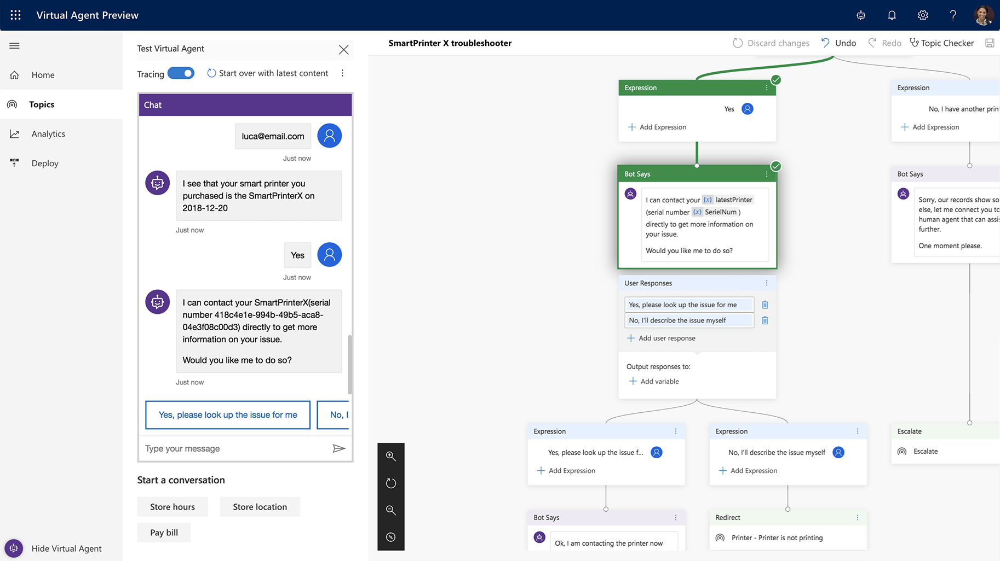 Virtual Agent Preview
Home
Topics
Analytics
Deploy
Hide Virtual Agent
Test Virtual Agent
Tracing
Start over with latest content
Chat
luca@email.com
Just now
I see that your smart printer you
purchased is the SmartPrinterX on
2018-12-20
Just now
Yes
Just now
I can contact your SmartPrinterX(serial
number 418c4e1e-994b-49b5-aca8-
04e3f08c00d3) directly to get more
information on your issue.
Would you like me to do so?
Just now
Yes, please look up the issue for me
No, I
Type your message
Start a conversation
Store hours
Store location
Pay bill
SmartPrinter X troubleshooter
Discard changes
Undo
Redo
Topic Checker
Expression
Yes
Add Expression
Bot Says
I can contact your {x} latestPrinter
(serial number {x} SerielNum )
directly to get more information on
your issue.
Would you like me to do so?
User Responses
Yes, please look up the issue for me
No, I'll describe the issue myself
Add user response
Output responses to:
Add variable
Expression
Yes, please look up the issue f...
Add Expression
Bot Says
Ok, I am contacting the printer now
Expression
No, I'll describe the issue myself
Add Expression
Redirect
Printer - Printer is not printing
Expression
No, I have another
Add Expression
Bot Says
Sorry, our records show
else, let me connect you
human agent that can
further.
One moment please.
Escalate
Escalate